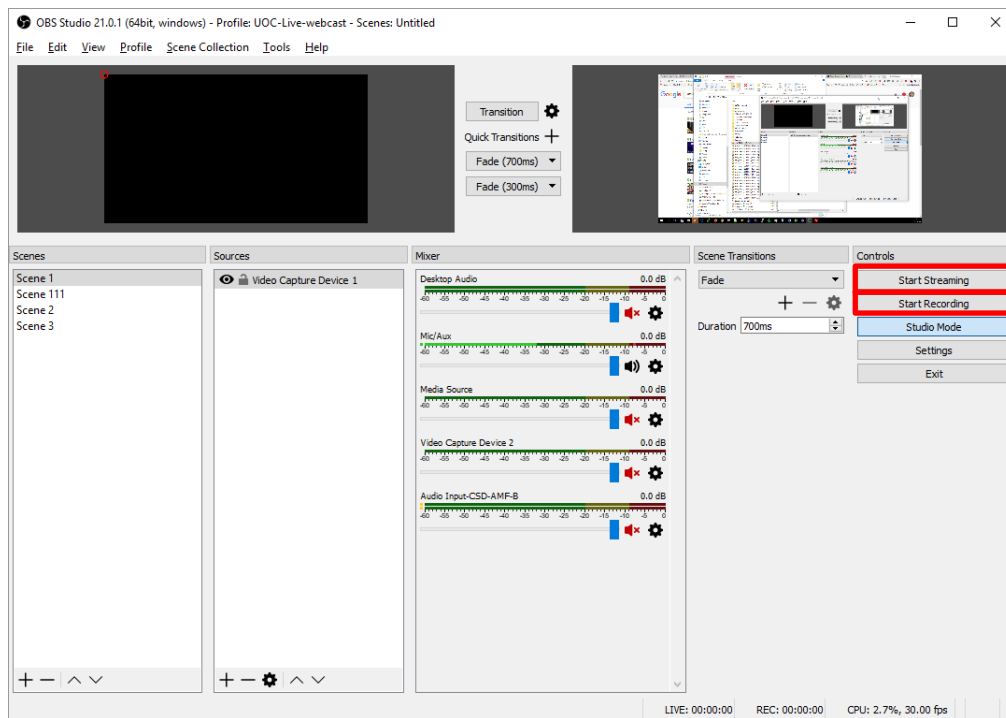 OBS Studio 21.0.1 (64bit, windows) - Profile: UOC-Live-webcast - Scenes: Untitled
File Edit View Profile Scene Collection Tools Help
Google
Transition
Quick Transitions
Fade (700ms)
Fade (300ms)
Scenes
Scene 1
Scene 111
Scene 2
Scene 3
Sources
Video Capture Device 1
Mixer
Desktop Audio 0.0 dB
-60 -55 -50 -45 -40 -35 -30 -25 -20 -15 -10 -5 0
Mic/Aux 0.0 dB
-60 -55 -50 -45 -40 -35 -30 -25 -20 -15 -10 -5 0
Media Source 0.0 dB
-60 -55 -50 -45 -40 -35 -30 -25 -20 -15 -10 -5 0
Video Capture Device 2 0.0 dB
-60 -55 -50 -45 -40 -35 -30 -25 -20 -15 -10 -5 0
Audio Input-CSD-AMF-B 0.0 dB
-60 -55 -50 -45 -40 -35 -30 -25 -20 -15 -10 -5 0
Scene Transitions
Fade
Duration 700ms
Controls
Start Streaming
Start Recording
Studio Mode
Settings
Exit
LIVE: 00:00:00 REC: 00:00:00 CPU: 2.7%, 30.00 fps